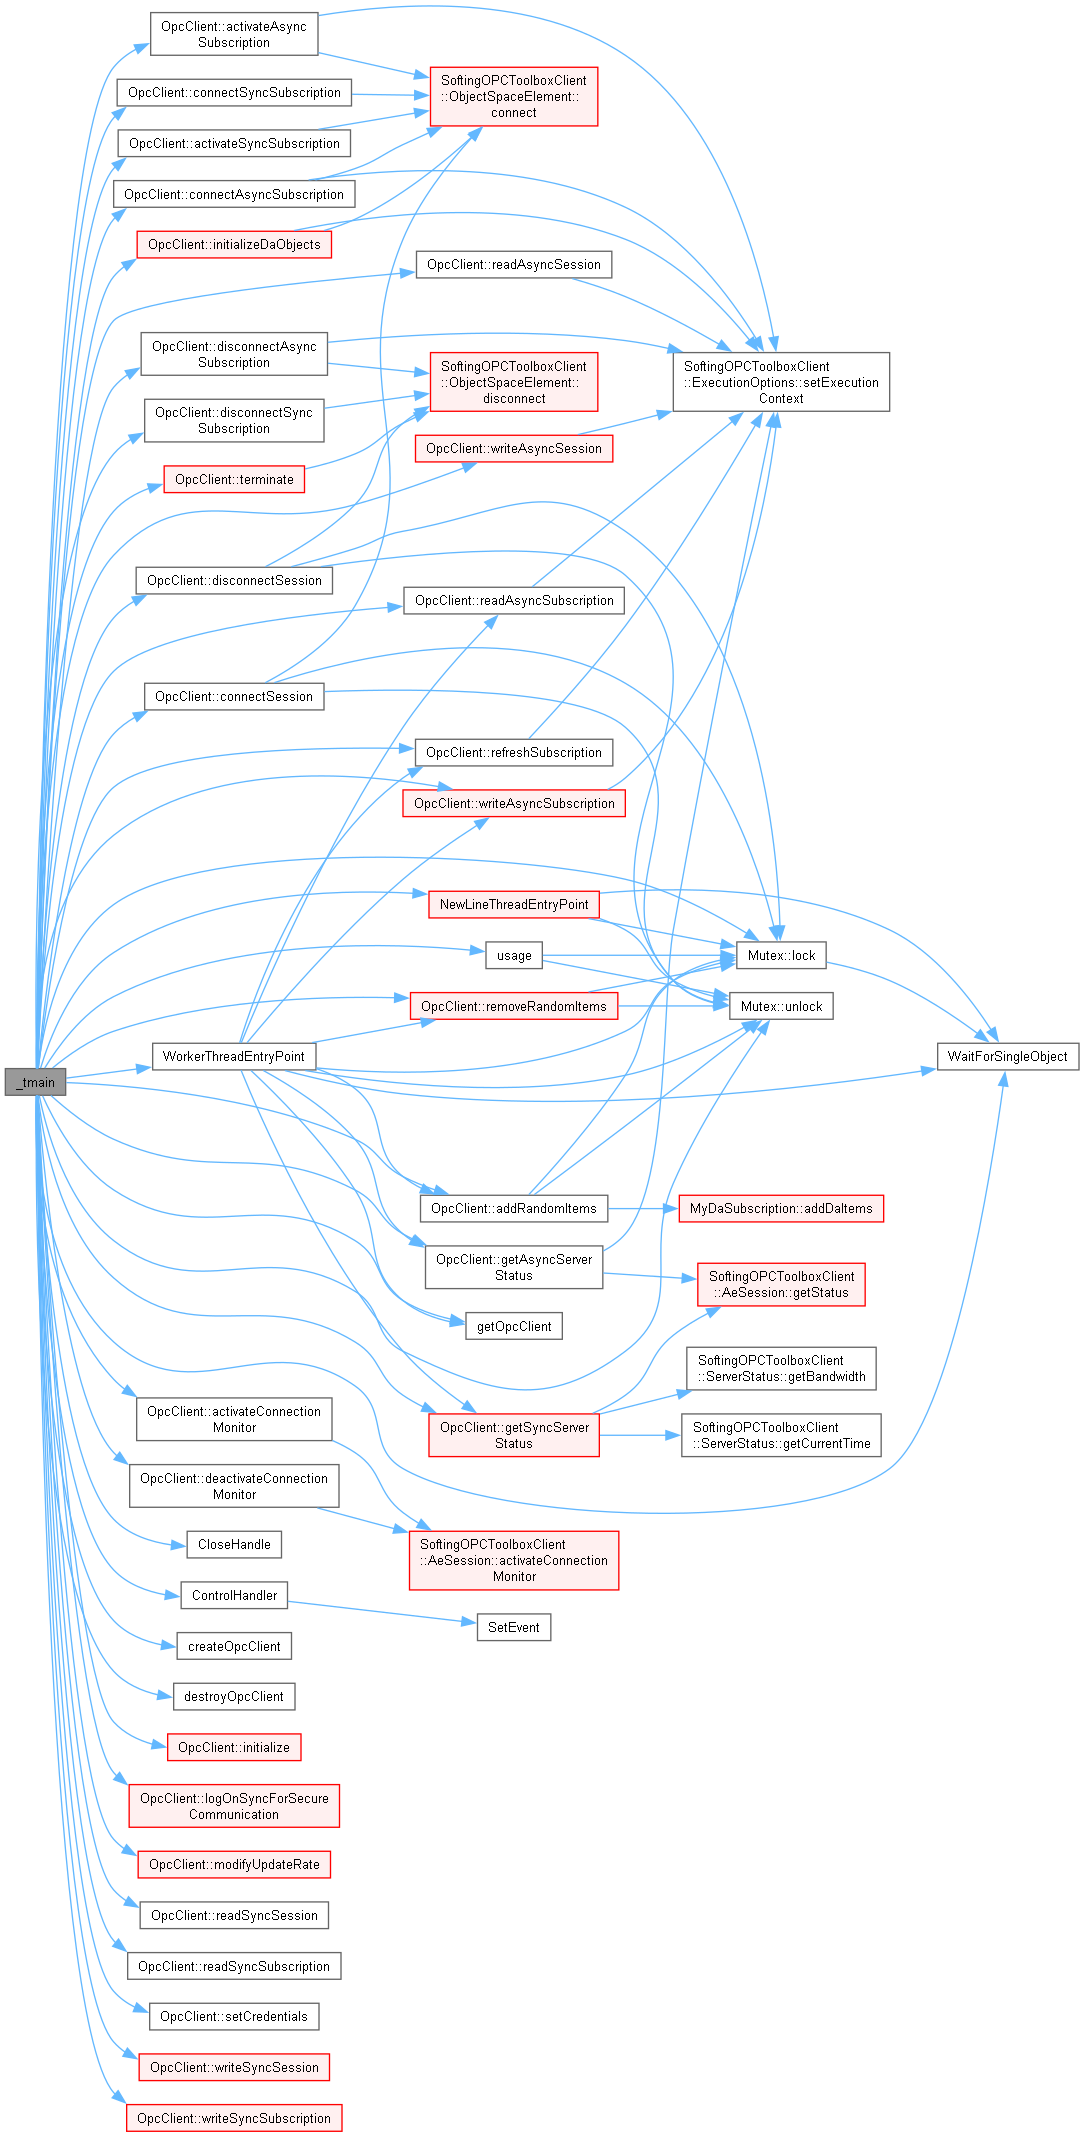 OpcClient::activateAsync
Subscription
OpcClient::connectSyncSubscription
OpcClient::activateSyncSubscription
OpcClient::connectAsyncSubscription
OpcClient::initializeDaObjects
SoftingOPCToolboxClient
::ObjectSpaceElement::
connect
OpcClient::readAsyncSession
OpcClient::disconnectAsync
Subscription
OpcClient::disconnectSync
Subscription
OpcClient::terminate
SoftingOPCToolboxClient
::ObjectSpaceElement::
disconnect
OpcClient::writeAsyncSession
SoftingOPCToolboxClient
::ExecutionOptions::setExecution
Context
OpcClient::disconnectSession
OpcClient::readAsyncSubscription
OpcClient::connectSession
OpcClient::refreshSubscription
OpcClient::writeAsyncSubscription
NewLineThreadEntryPoint
usage
Mutex::lock
OpcClient::removeRandomItems
Mutex::unlock
WorkerThreadEntryPoint
WaitForSingleObject
_tmain
OpcClient::addRandomItems
MyDaSubscription::addDaItems
OpcClient::getAsyncServer
Status
SoftingOPCToolboxClient
::AeSession::getStatus
getOpcClient
SoftingOPCToolboxClient
::ServerStatus::getBandwidth
OpcClient::activateConnection
Monitor
OpcClient::getSyncServer
Status
SoftingOPCToolboxClient
::ServerStatus::getCurrentTime
OpcClient::deactivateConnection
Monitor
CloseHandle
SoftingOPCToolboxClient
::AeSession::activateConnection
Monitor
ControlHandler
SetEvent
createOpcClient
destroyOpcClient
OpcClient::initialize
OpcClient::logOnSyncForSecure
Communication
OpcClient::modifyUpdateRate
OpcClient::readSyncSession
OpcClient::readSyncSubscription
OpcClient::setCredentials
OpcClient::writeSyncSession
OpcClient::writeSyncSubscription